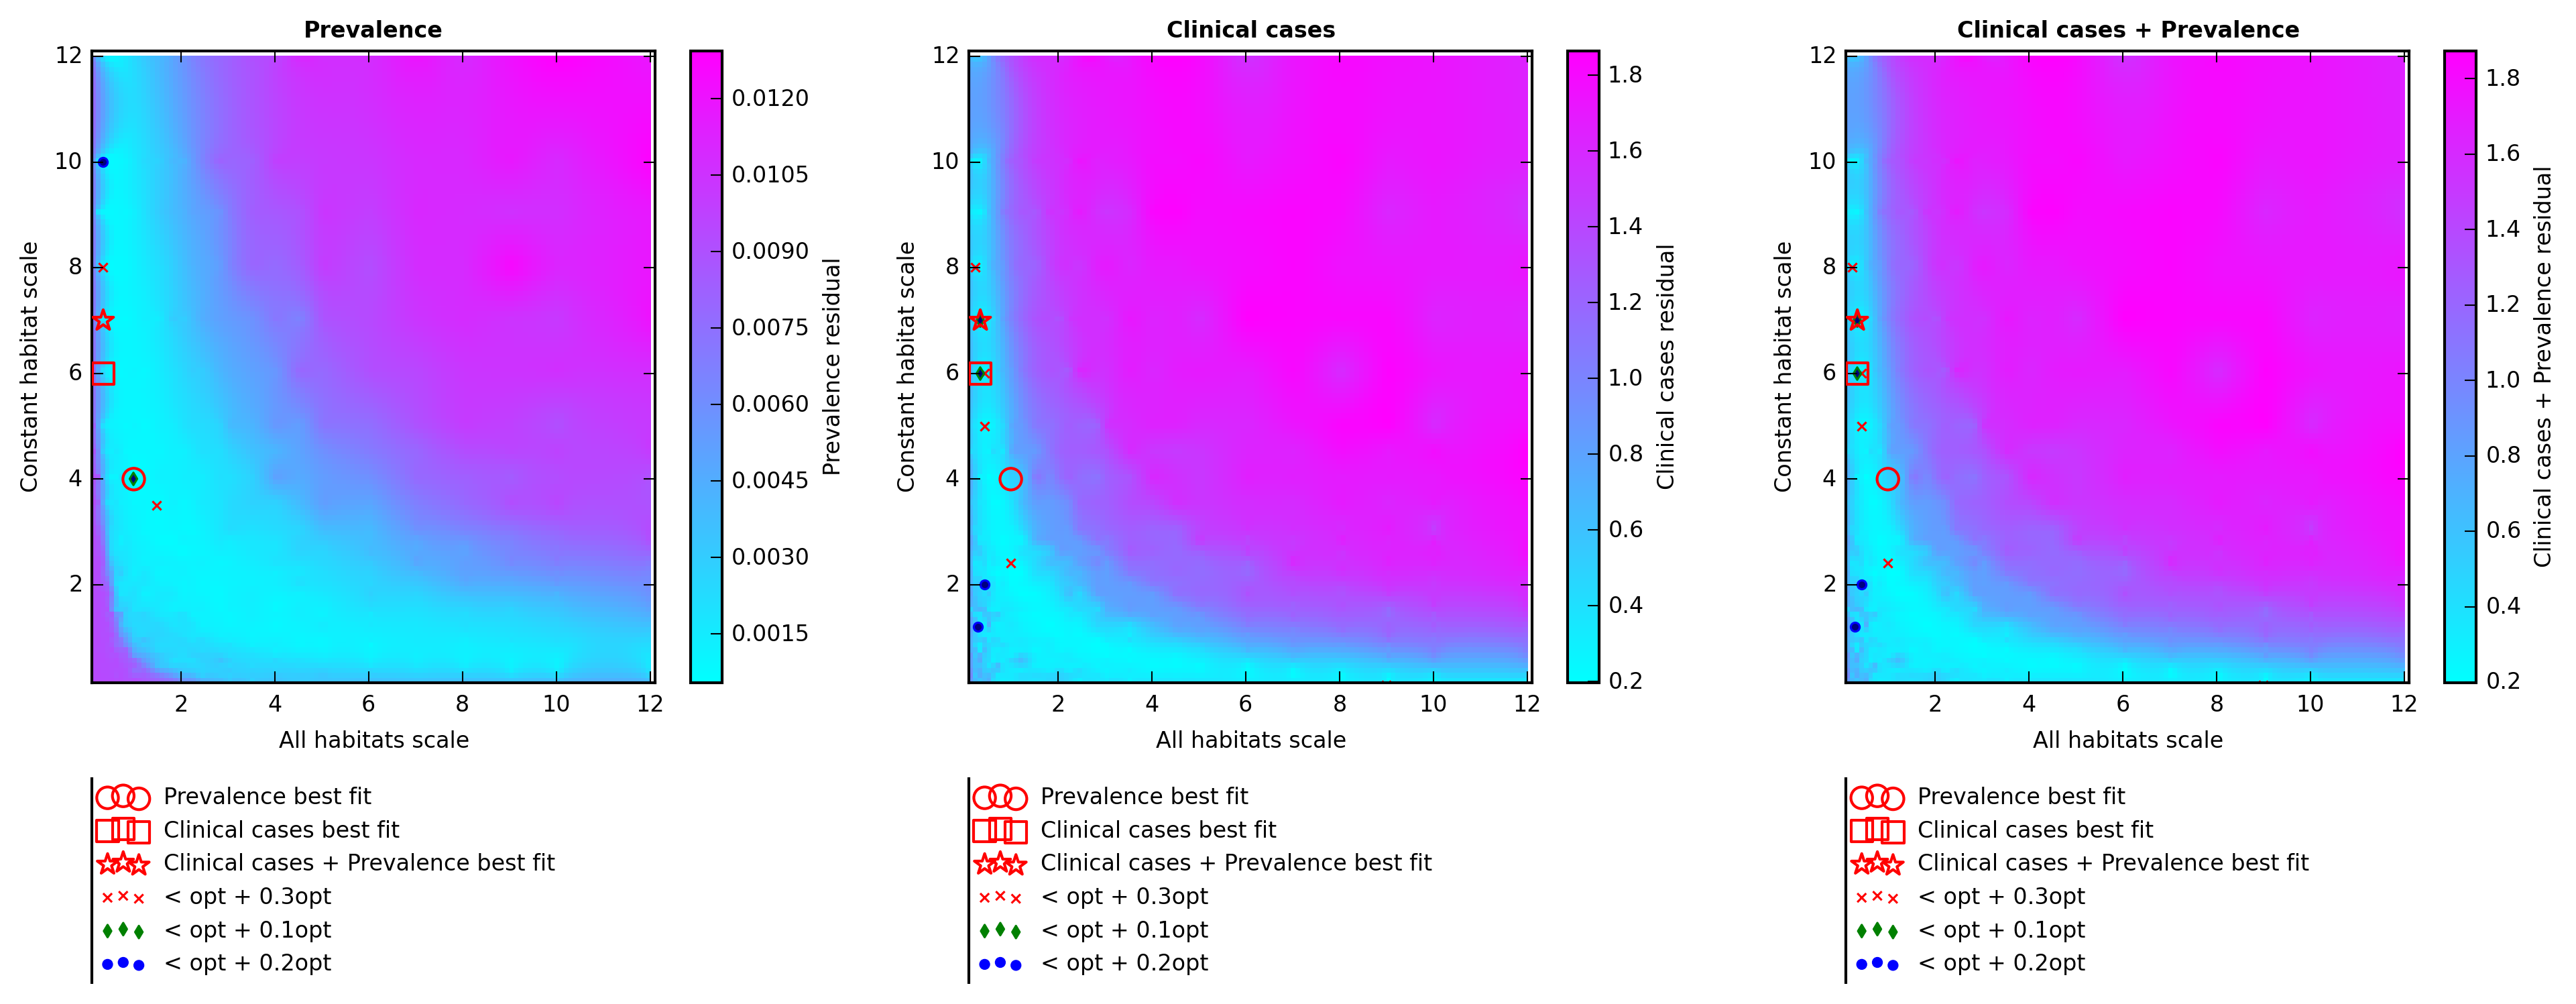 Prevalence
12
10
8
6
4
2
Constant habitat scale
2 4 6 8 10 12
All habitats scale
0.0120
0.0105
0.0090
0.0075
0.0060
0.0045
0.0030
0.0015
Prevalence residual
Prevalence best fit
Clinical cases best fit
Clinical cases + Prevalence best fit
< opt + 0.3opt
< opt + 0.1opt
< opt + 0.2opt
Clinical cases
12
10
8
6
4
2
Constant habitat scale
2 4 6 8 10 12
All habitats scale
1.8
1.6
1.4
1.2
1.0
0.8
0.6
0.4
0.2
Clinical cases residual
Prevalence best fit
Clinical cases best fit
Clinical cases + Prevalence best fit
< opt + 0.3opt
< opt + 0.1opt
< opt + 0.2opt
Clinical cases + Prevalence
12
10
8
6
4
2
Constant habitat scale
2 4 6 8 10 12
All habitats scale
1.8
1.6
1.4
1.2
1.0
0.8
0.6
0.4
0.2
Clinical cases + Prevalence residual
Prevalence best fit
Clinical cases best fit
Clinical cases + Prevalence best fit
< opt + 0.3opt
< opt + 0.1opt
< opt + 0.2opt